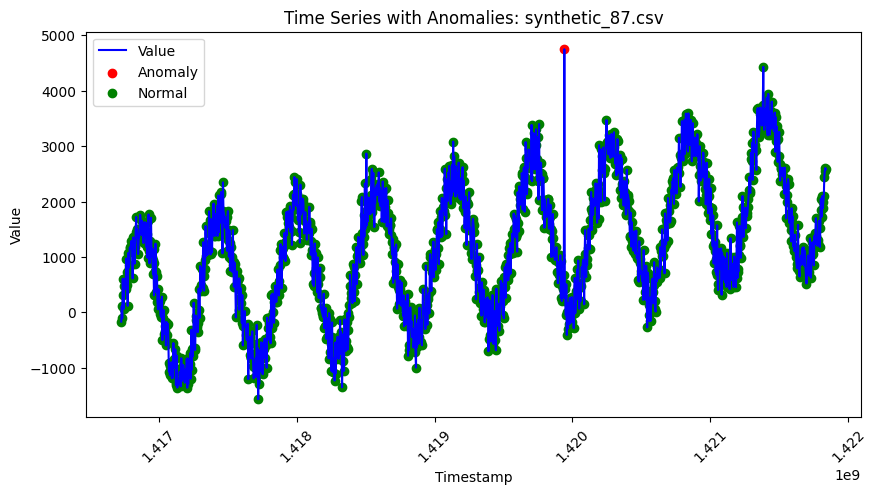 Time Series with Anomalies: synthetic_87.csv
Value
Anomaly
Normal
5000
4000
3000
2000
1000
0
−1000
Value
1.417
1.418
1.419
1.420
1.421
1.422
1e9
Timestamp